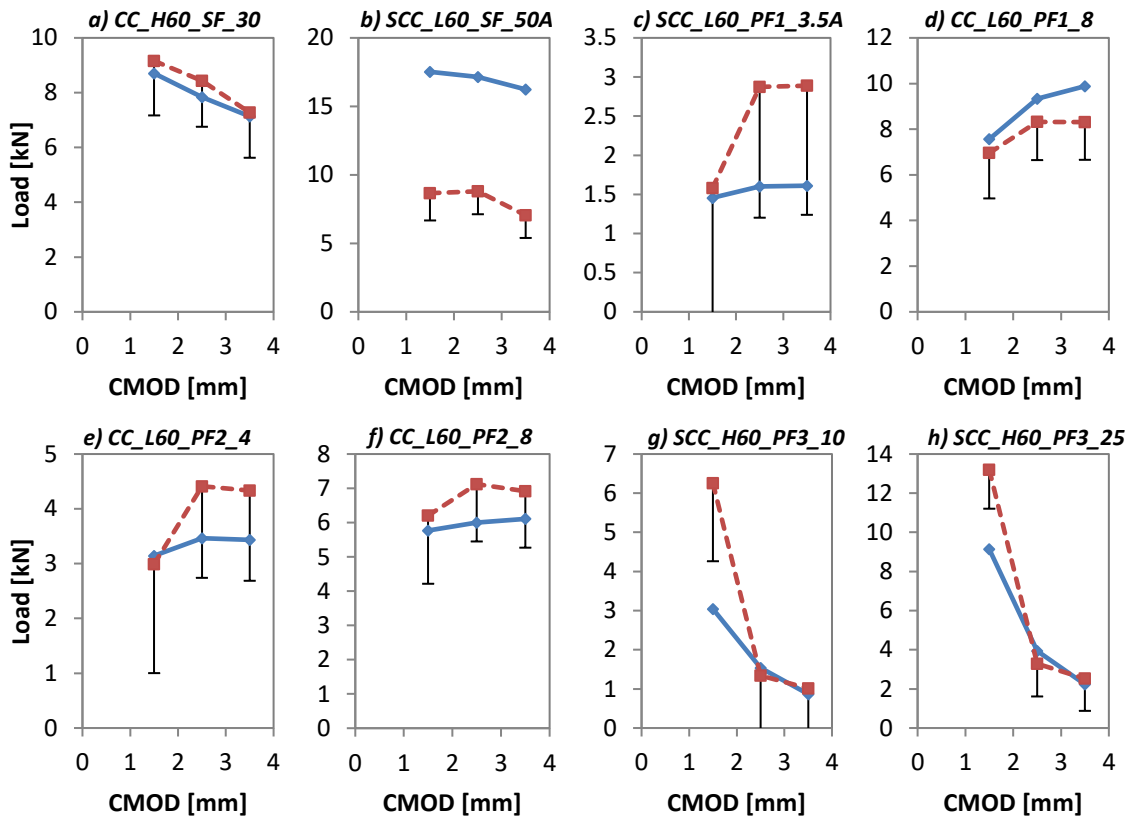 a) CC_H60_SF_30
b) SCC_L60_SF_50A
c) SCC_L60_PF1_3.5A
d) CC_L60_PF1_8
Load [kN]
10
8
6
4
2
0
0 1 2 3 4
CMOD [mm]
20
15
10
5
0
0 1 2 3 4
CMOD [mm]
3.5
3
2.5
2
1.5
1
0.5
0
0 1 2 3 4
CMOD [mm]
12
10
8
6
4
2
0
0 1 2 3 4
CMOD [mm]
e) CC_L60_PF2_4
f) CC_L60_PF2_8
g) SCC_H60_PF3_10
h) SCC_H60_PF3_25
Load [kN]
5
4
3
2
1
0
0 1 2 3 4
CMOD [mm]
8
7
6
5
4
3
2
1
0
0 1 2 3 4
CMOD [mm]
7
6
5
4
3
2
1
0
0 1 2 3 4
CMOD [mm]
14
12
10
8
6
4
2
0
0 1 2 3 4
CMOD [mm]